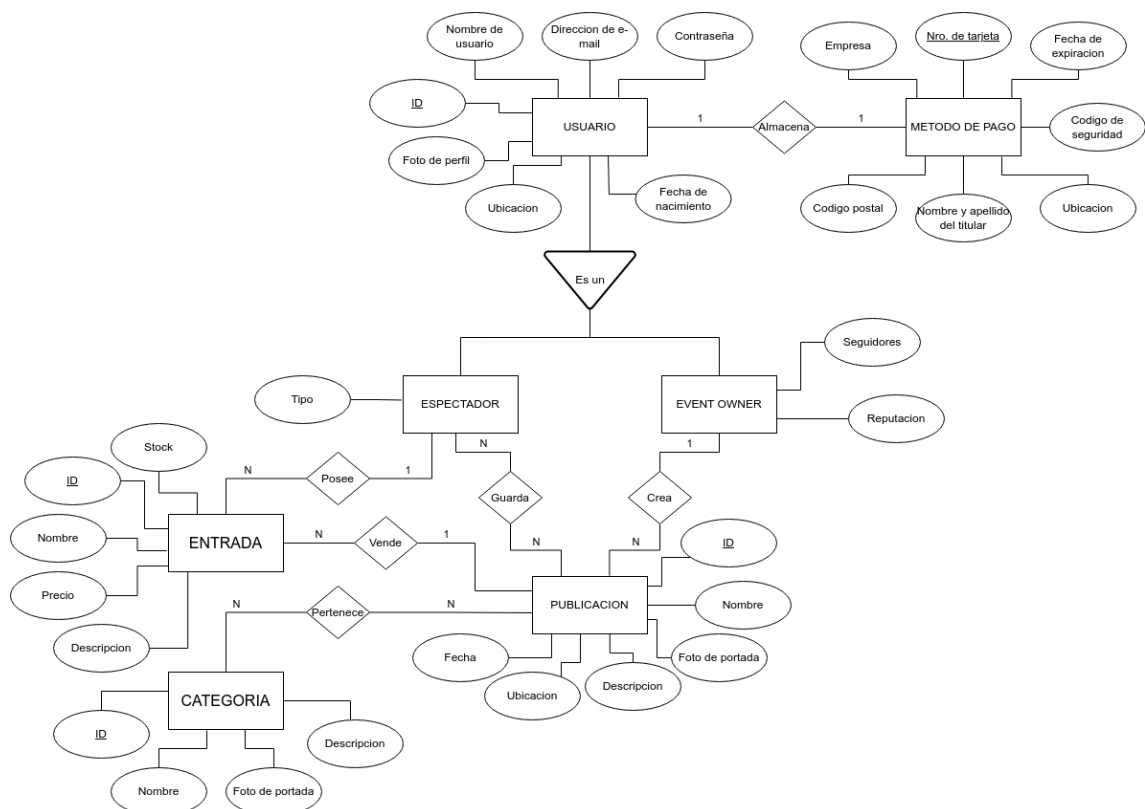 Nombre de
usuario
Direccion de e-
mail
Contraseña
Empresa
Nro. de tarjeta
Fecha de
expiracion
ID
USUARIO
1
Almacena
1
METODO DE PAGO
Codigo de
seguridad
Foto de perfil
Ubicacion
Fecha de
nacimiento
Codigo postal
Nombre y apellido
del titular
Ubicacion
Es un
Seguidores
Tipo
ESPECTADOR
EVENT OWNER
Reputacion
Stock
N
Posee
1
N
1
ID
Guarda
Crea
Nombre
ENTRADA
N
Vende
1
N
N
ID
Precio
Descripcion
N
Pertenece
N
PUBLICACION
Nombre
Fecha
Ubicacion
Descripcion
Foto de portada
CATEGORIA
ID
Descripcion
Nombre
Foto de portada